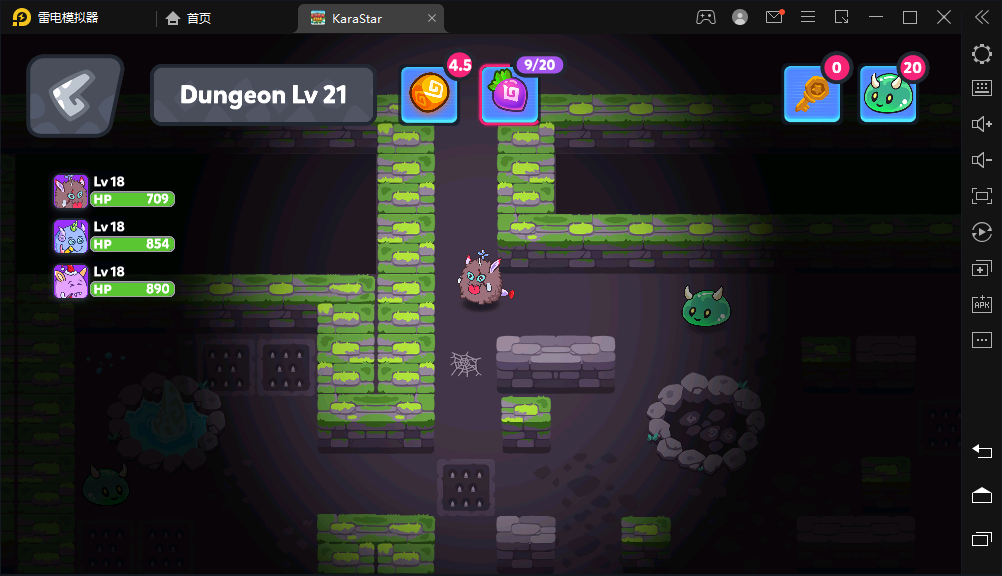 雷电模拟器
首页
KaraStar
Dungeon Lv 21
4.5
9/20
0
20
Lv 18
HP 709
Lv 18
HP 854
Lv 18
HP 890
APK